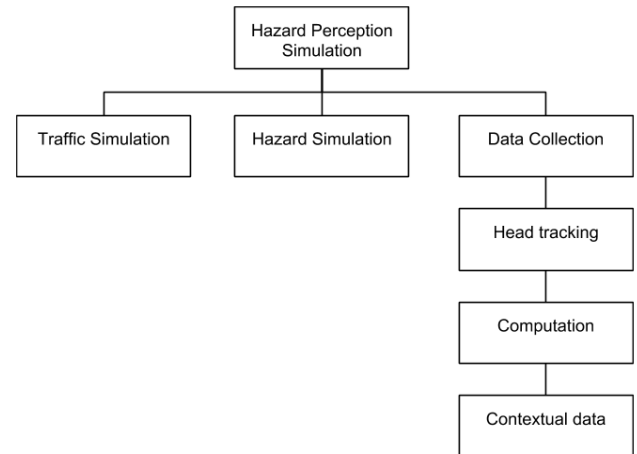 Hazard Perception
Simulation
Traffic Simulation
Hazard Simulation
Data Collection
Head tracking
Computation
Contextual data